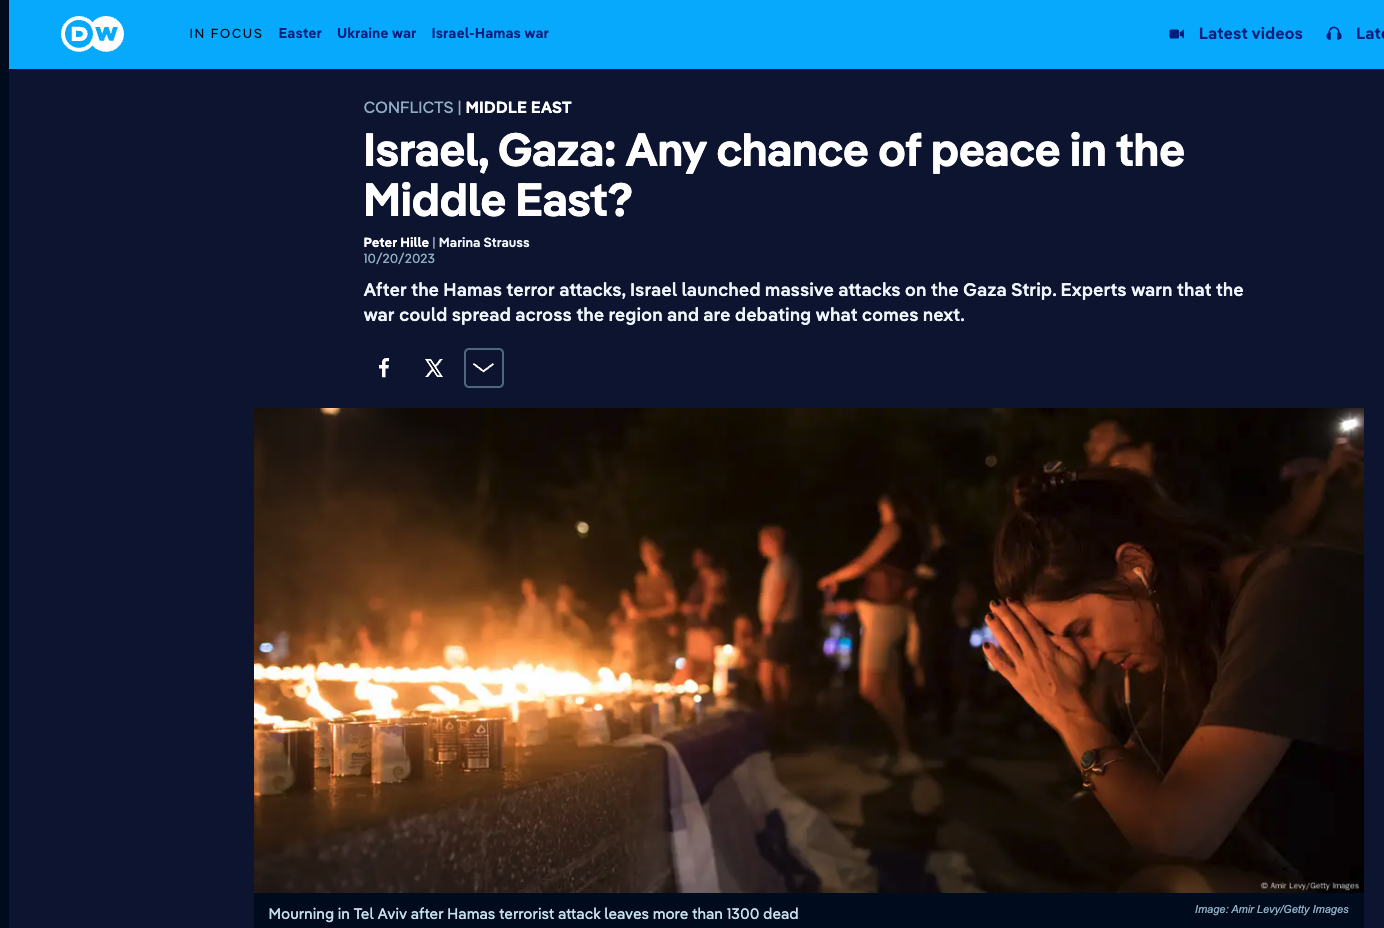 DW
IN FOCUS Easter Ukraine war Israel-Hamas war
Latest videos
CONFLICTS | MIDDLE EAST
Israel, Gaza: Any chance of peace in the
Middle East?
Peter Hille | Marina Strauss
10/20/2023
After the Hamas terror attacks, Israel launched massive attacks on the Gaza Strip. Experts warn that the
war could spread across the region and are debating what comes next.
© Amir Levy/Getty Images
Mourning in Tel Aviv after Hamas terrorist attack leaves more than 1300 dead
Image: Amir Levy/Getty Images